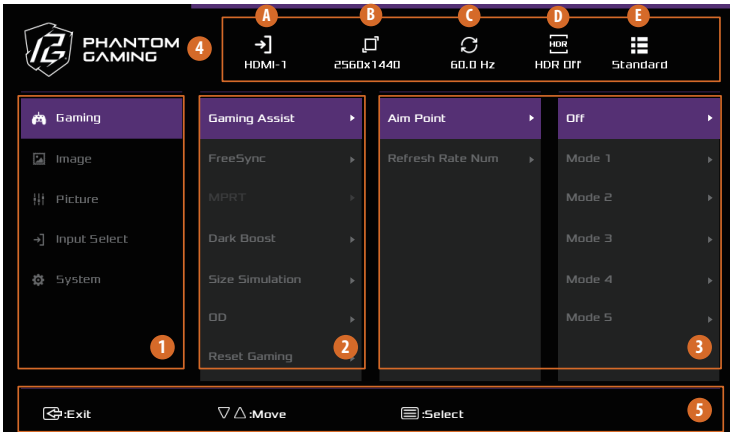 A B C D E
PHANTOM
GAMING
4
HDR
HDMI-1 2560x1440 60.0 Hz HDR Off Standard
Gaming Gaming Assist Aim Point Off
Image FreeSync Refresh Rate Num Mode 1
Picture MPRT Mode 2
Input Select Dark Boost Mode 3
System Size Simulation Mode 4
OD Mode 5
Reset Gaming
1 2 3
:Exit :Move :Select 5